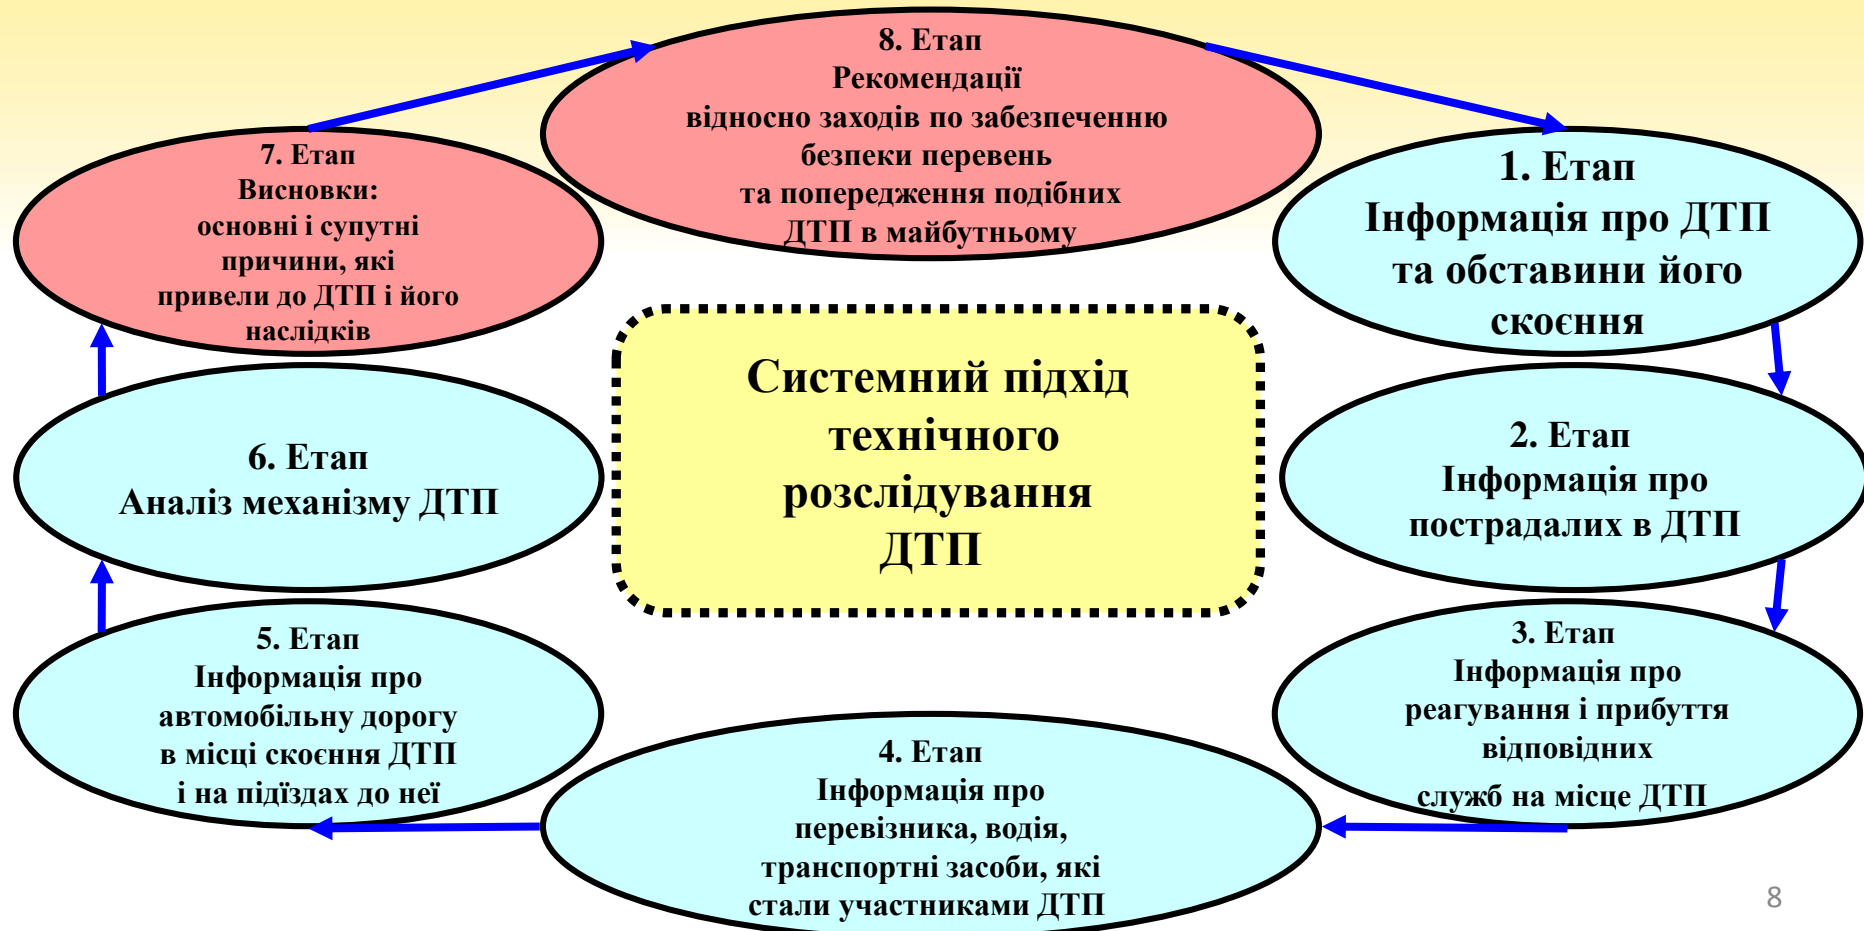 8. Етап
Рекомендації
відносно заходів по забезпеченню
безпеки перевень
та попередження подібних
ДТП в майбутньому
1. Етап
Інформація про ДТП
та обставини його
скоєння
2. Етап
Інформація про
пострадалих в ДТП
3. Етап
Інформація про
реагування і прибуття
відповідних
служб на місце ДТП
4. Етап
Інформація про
перевізника, водія,
транспортні засоби, які
стали участниками ДТП
5. Етап
Інформація про
автомобільну дорогу
в місці скоєння ДТП
і на підїздах до неї
6. Етап
Аналіз механізму ДТП
7. Етап
Висновки:
основні і супутні
причини, які
привели до ДТП і його
наслідків
Системний підхід
технічного
розслідування
ДТП
8